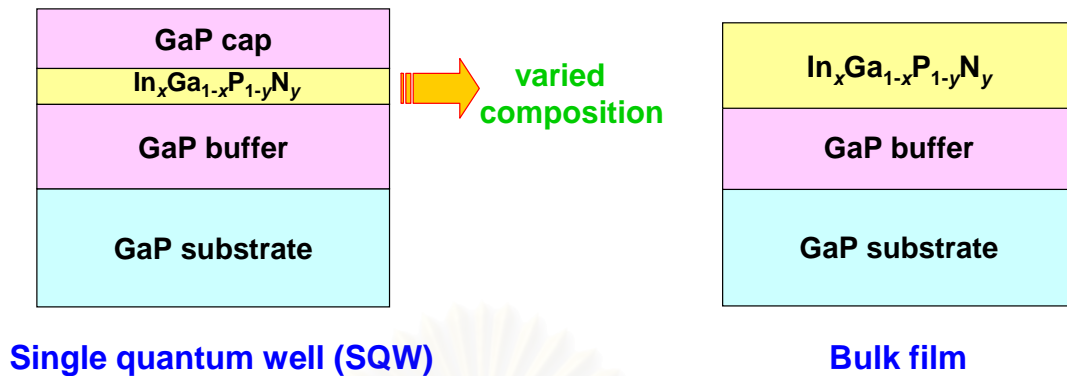 GaP cap
InₓGa₁₋ₓP₁₋yNy
GaP buffer
GaP substrate
varied
composition
Single quantum well (SQW)
InₓGa₁₋ₓP₁₋yNy
GaP buffer
GaP substrate
Bulk film